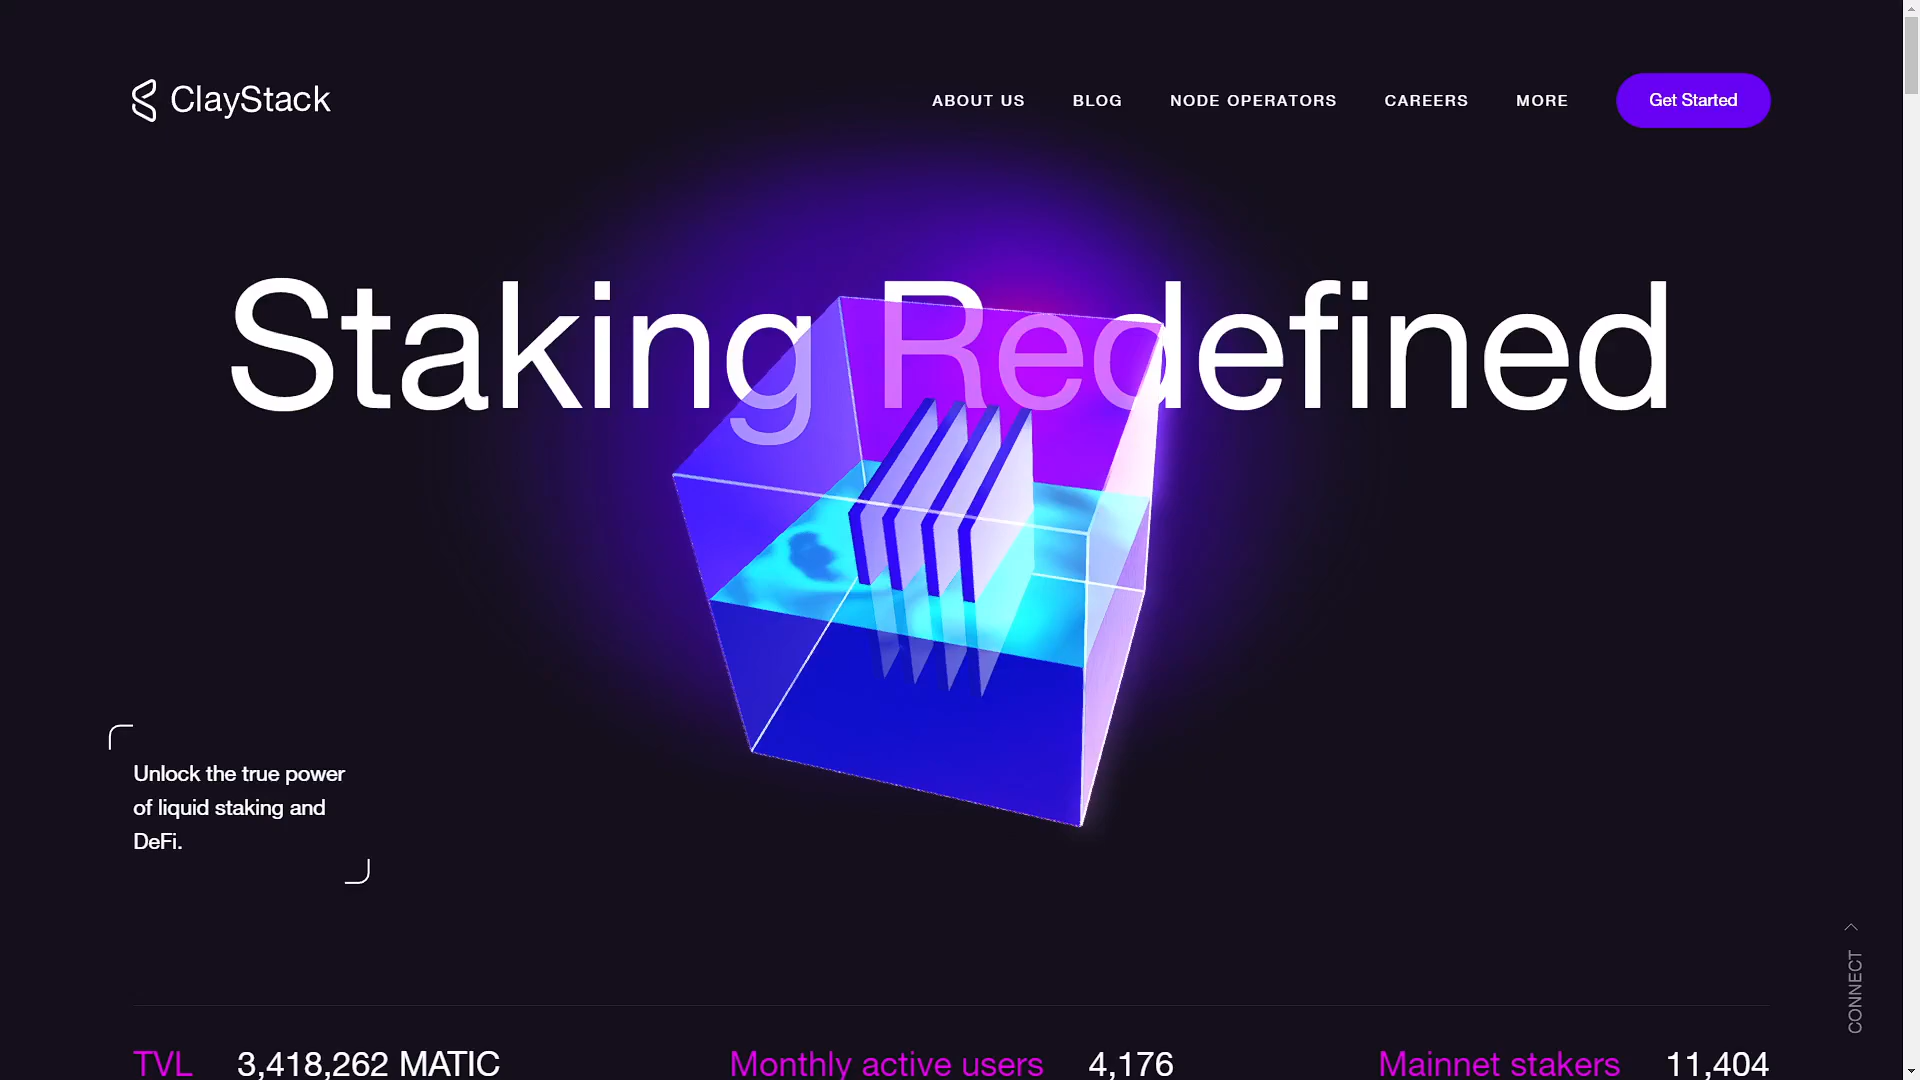 ClayStack
ABOUT US
BLOG
NODE OPERATORS
CAREERS
MORE
Get Started
Staking Redefined
Unlock the true power
of liquid staking and
DeFi.
CONNECT
TVL 3,418,262 MATIC
Monthly active users 4,176
Mainnet stakers 11,404